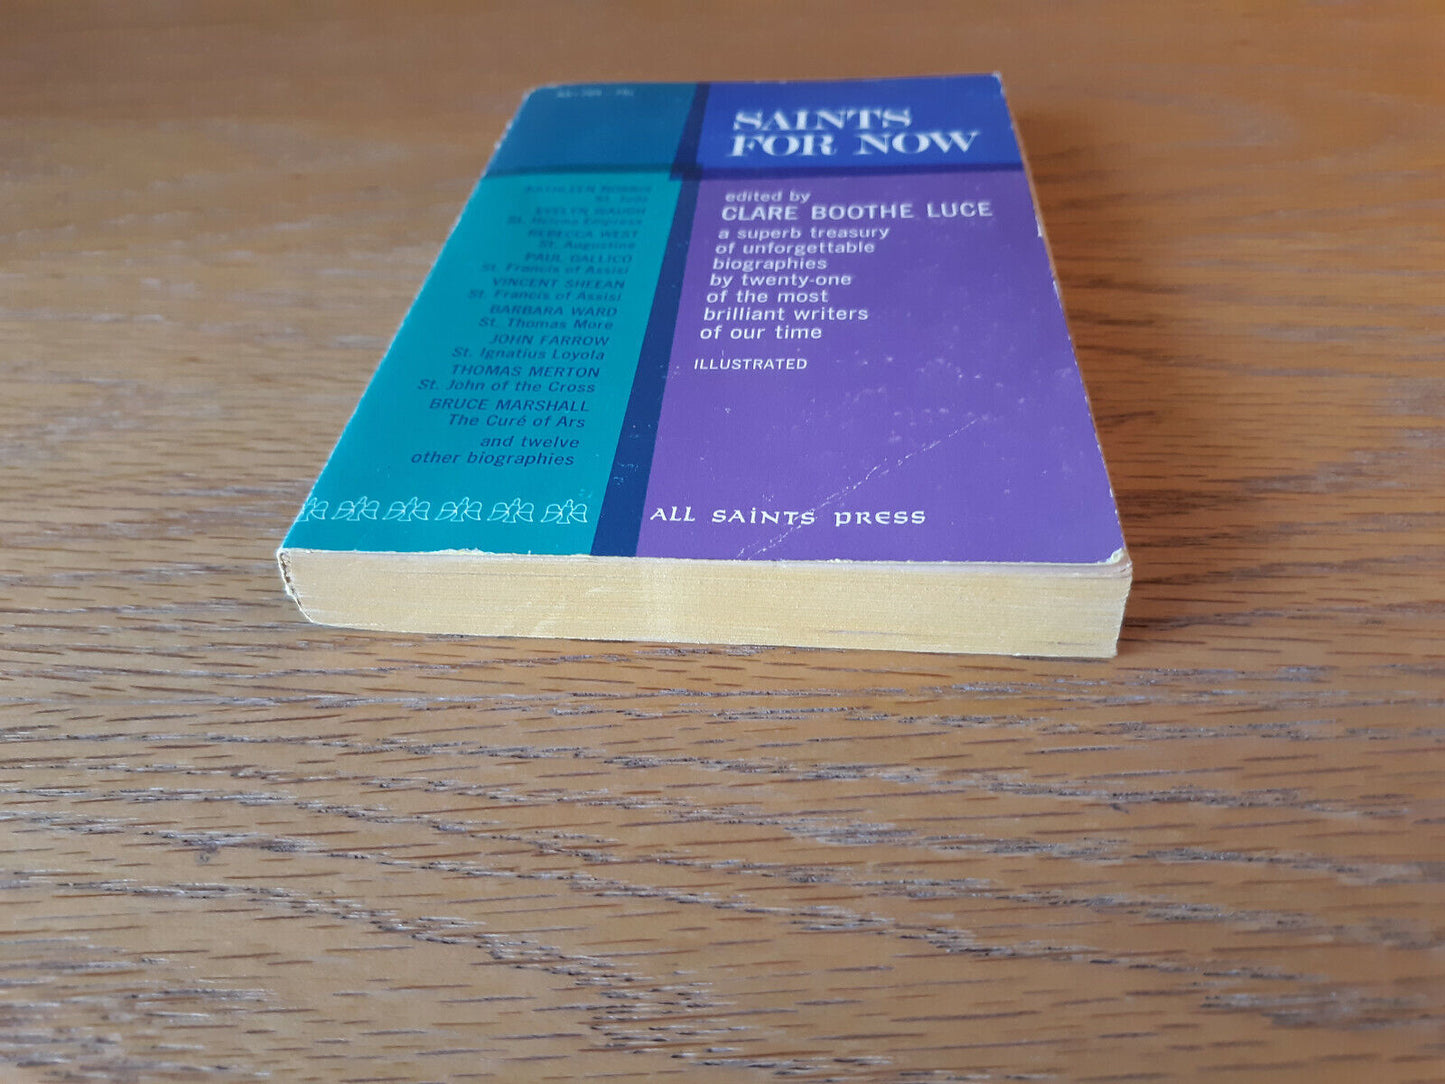 SAINTS
FOR NOW
edited by
CLARE BOOTHE LUCE
a superb treasury
of unforgettable
biographies
by twenty-one
of the most
brilliant writers
of our time
ILLUSTRATED
KATHLEEN NORRIS
EVELYN WAUGH
St. Helena Empress
REBECCA WEST
St. Augustine
PAUL GALLICO
St. Francis of Assisi
VINCENT SHEEAN
St. Francis of Assisi
BARBARA WARD
St. Thomas More
JOHN FARROW
St. Ignatius Loyola
THOMAS MERTON
St. John of the Cross
BRUCE MARSHALL
The Curé of Ars
and twelve
other biographies
ALL SAINTS PRESS